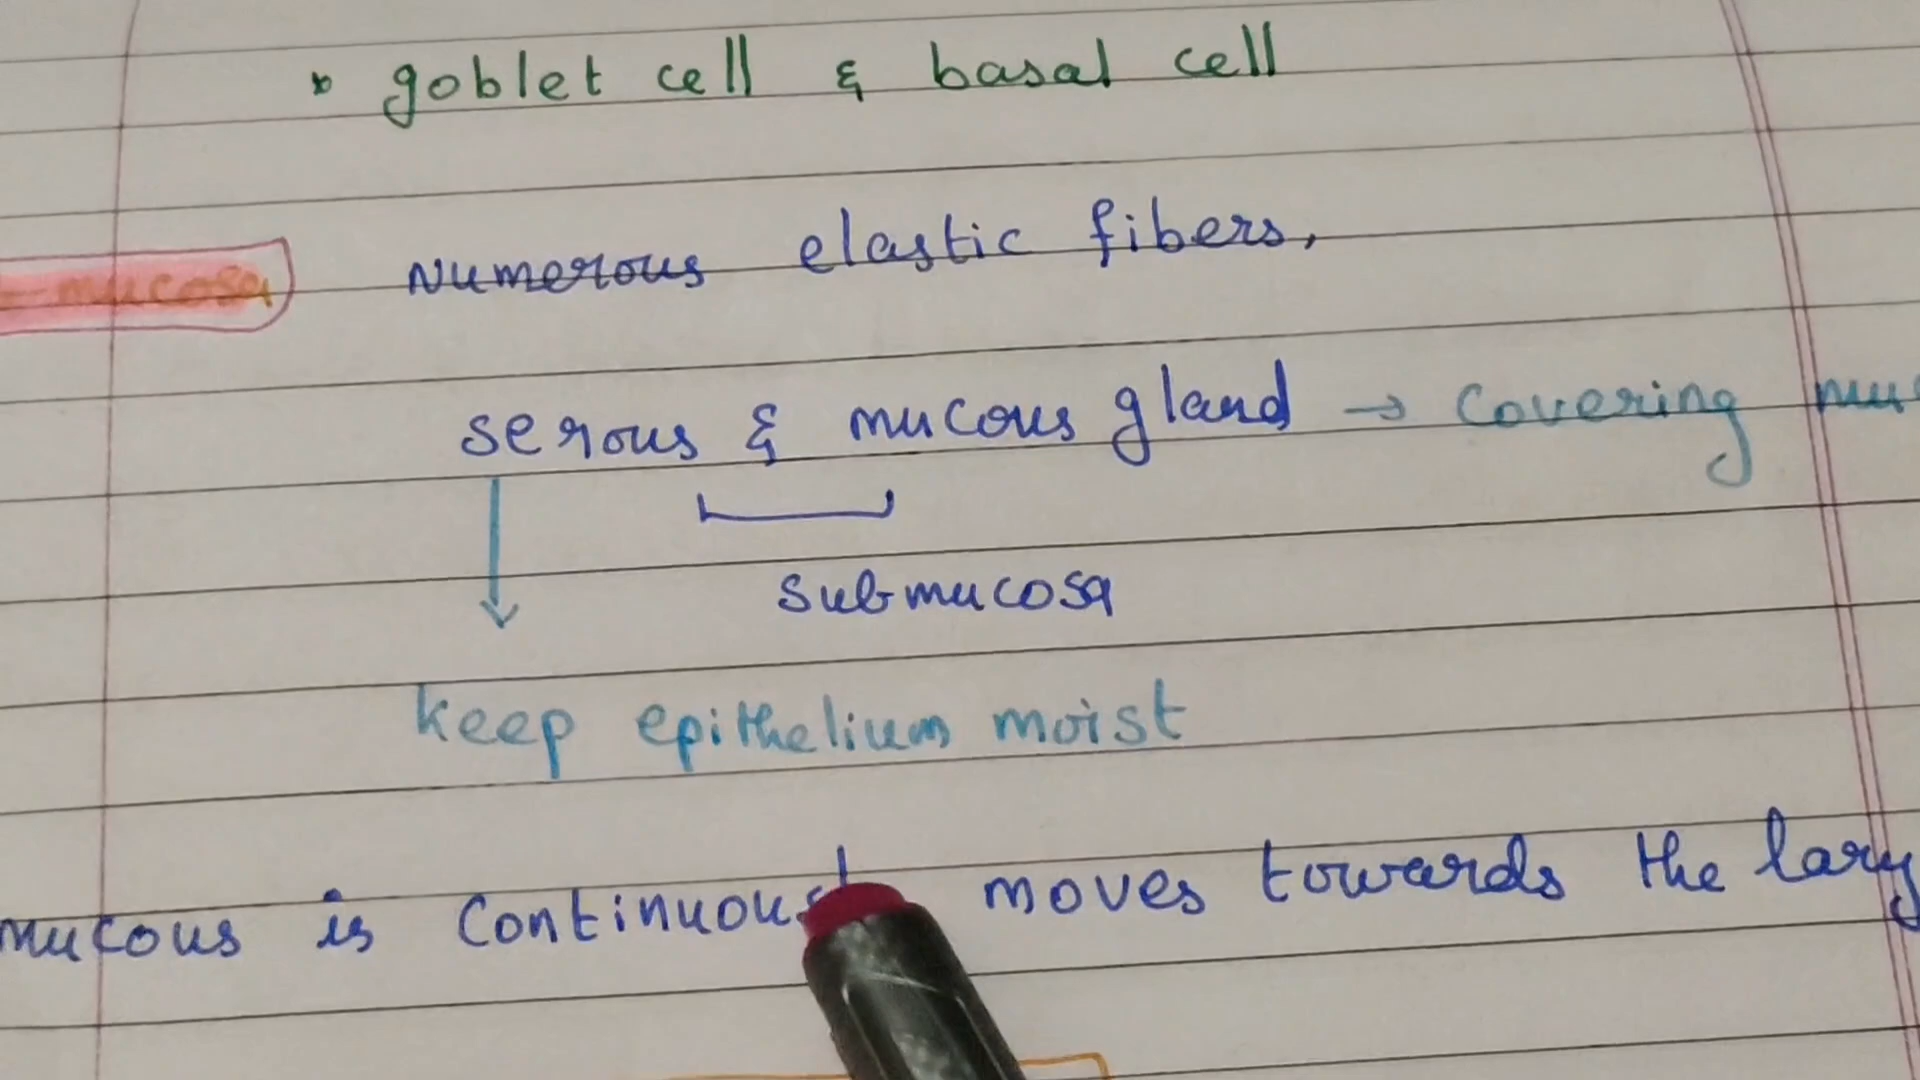 * goblet cell & basal cell
- mucosa Numerous elastic fibers,
serous & mucous gland → covering
submucosa
keep epithelium moist
mucous is moves towards the